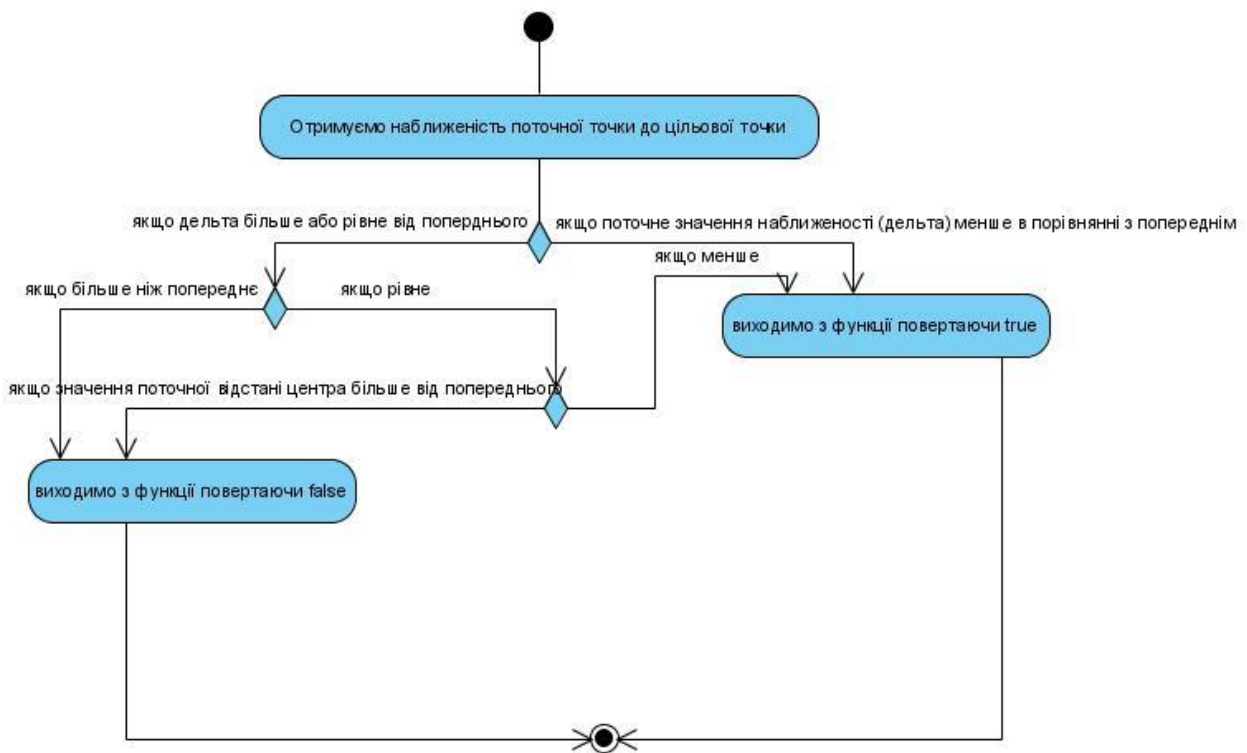 Отримуємо наближеність поточної точки до цільової точки
якщо дельта більше або рівне від поперднього
якщо поточне значення наближеності (дельта) менше в порівнянні з попереднім
якщо менше
якщо більше ніж попереднє
якщо рівне
виходимо з функції повертаючи true
якщо значення поточної відстані центра більше від попереднього
виходимо з функції повертаючи false